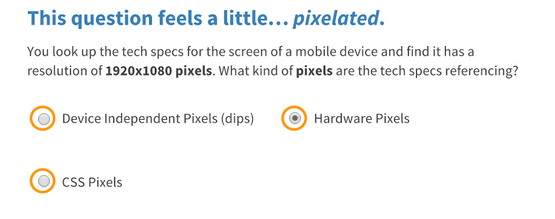 This question feels a little... pixelated.
You look up the tech specs for the screen of a mobile device and find it has a
resolution of 1920x1080 pixels. What kind of pixels are the tech specs referencing?
Device Independent Pixels (dips)
Hardware Pixels
CSS Pixels